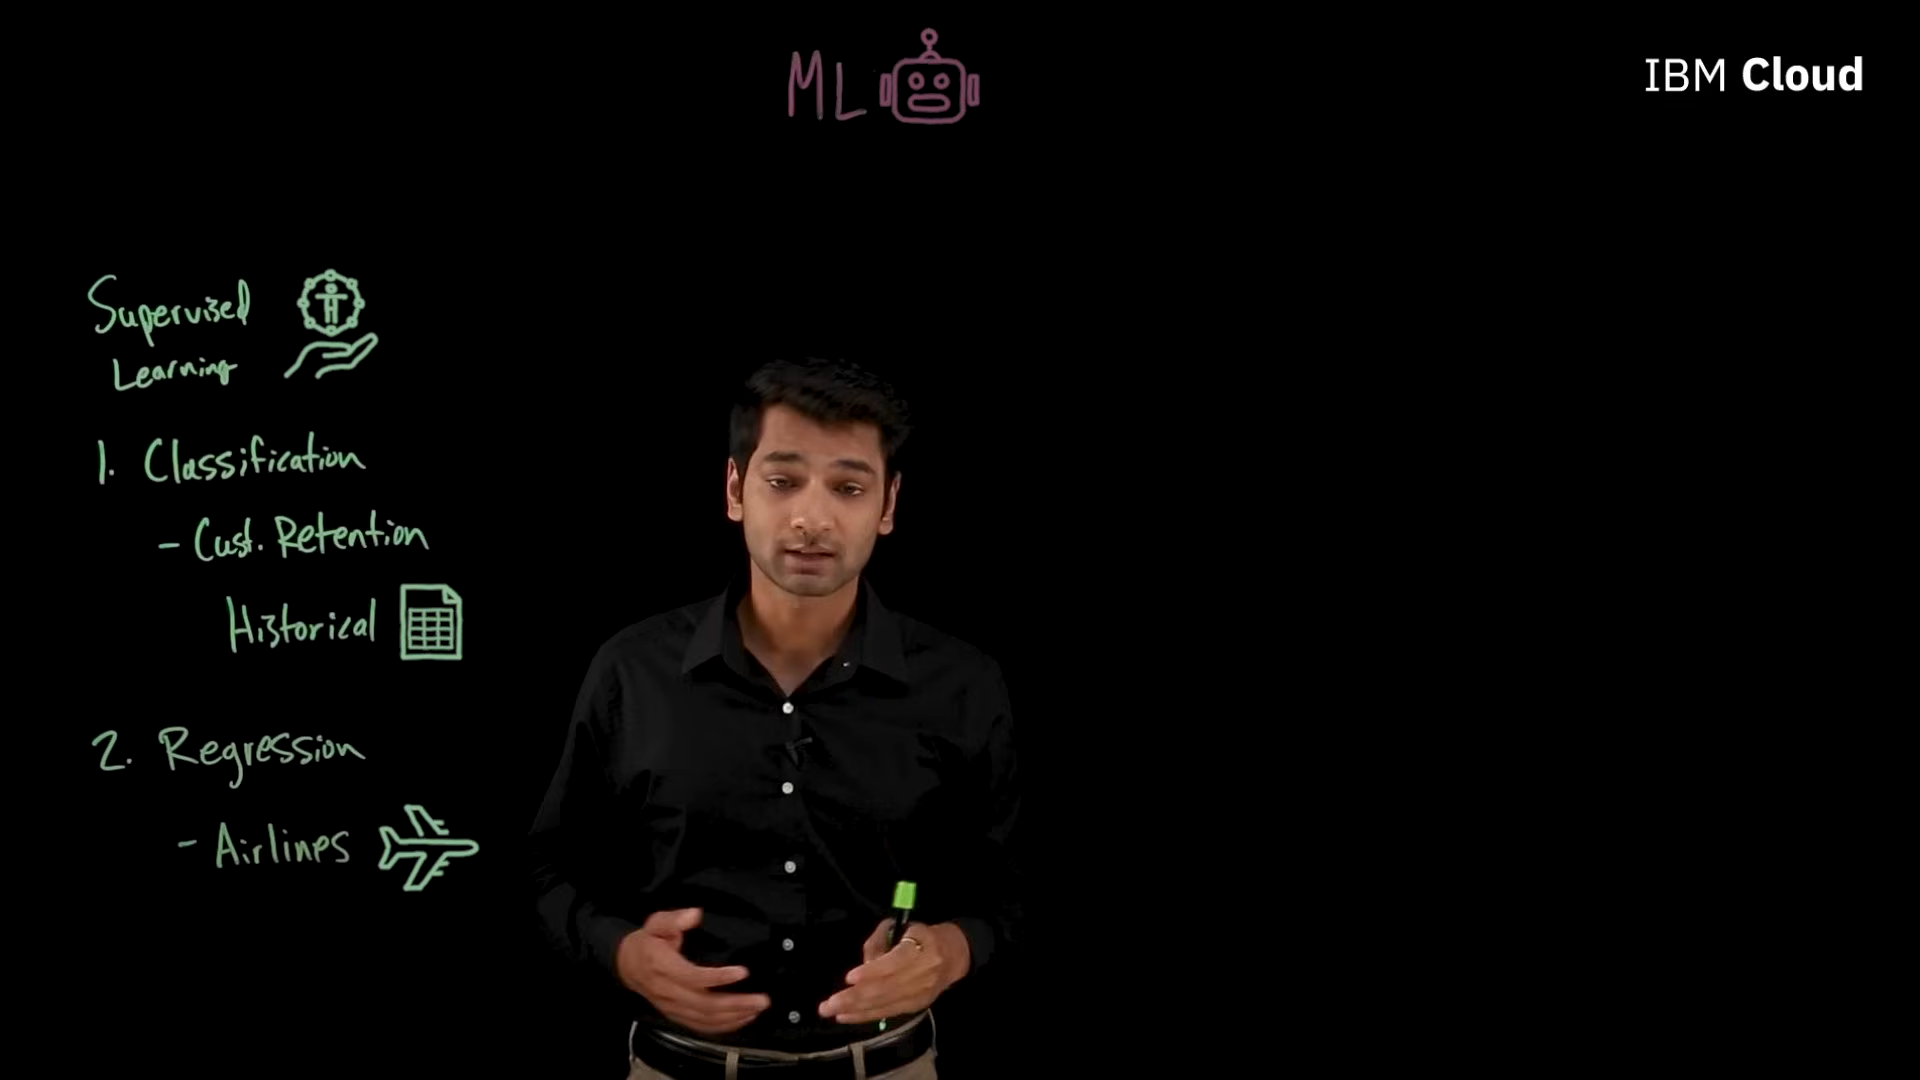 ML
IBM Cloud
Supervised
Learning
1. Classification
- Cust. Retention
Historical
2. Regression
- Airlines